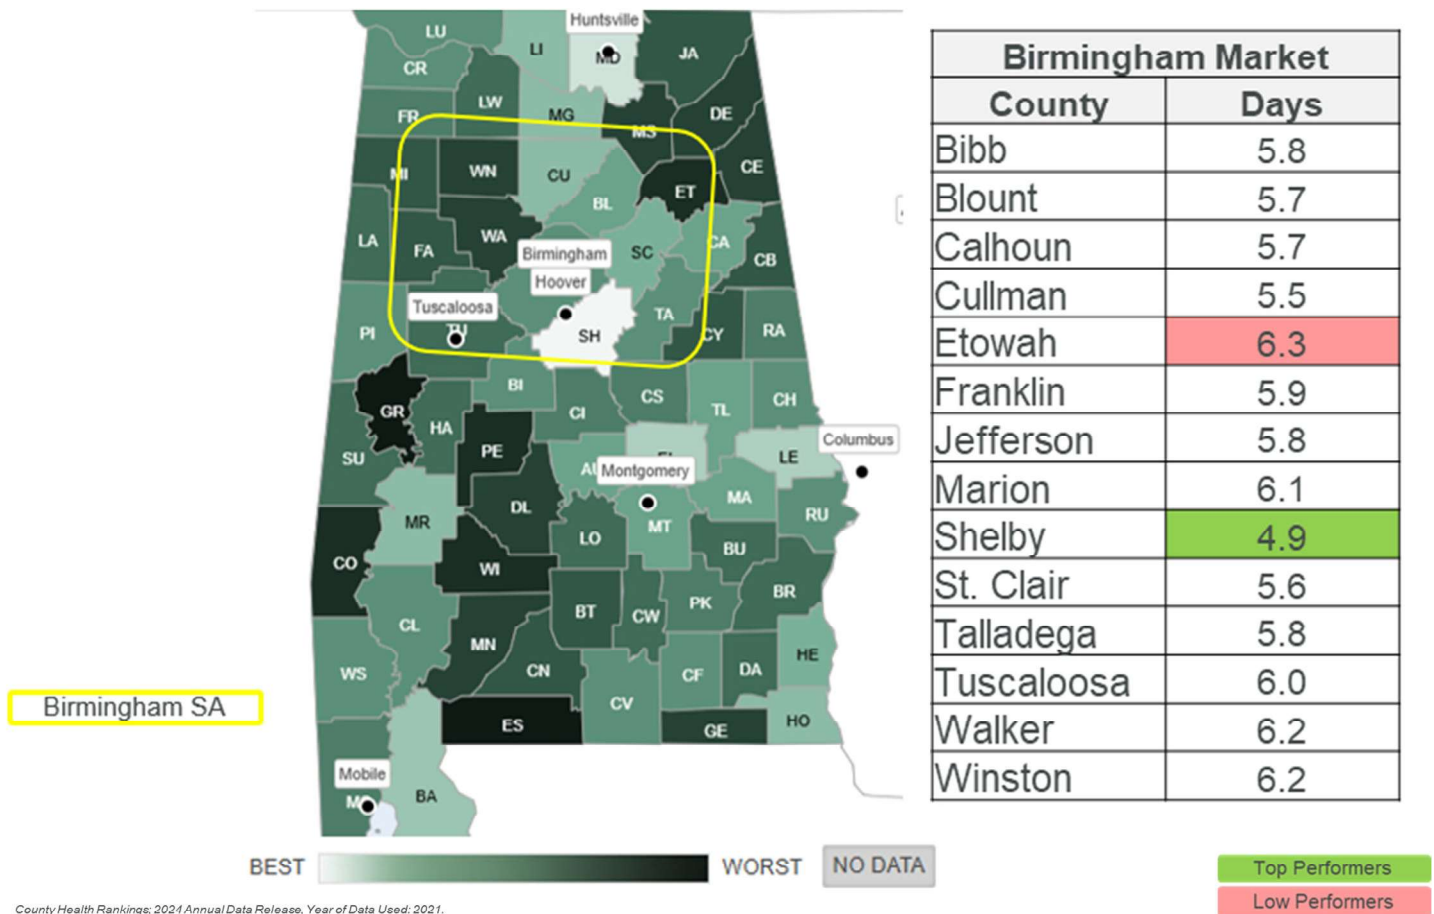 Huntsville
LU
LI
MD
JA
CR
LW
MG
DE
FR
MS
MI
WN
CU
CE
ET
BL
LA
FA
WA
SC
CA
CB
Birmingham
Hoover
Tuscaloosa
TU
PI
SH
TA
CY
RA
BI
GR
HA
CI
CS
TL
CH
Columbus
SU
PE
AU
LE
Montgomery
MR
DL
MA
MT
RU
CO
WI
LO
BU
BT
CW
PK
BR
CL
MN
CN
HE
WS
CF
DA
CV
ES
GE
HO
Mobile
BA
Birmingham SA
BEST
WORST
NO DATA
Birmingham Market
County Days
Bibb 5.8
Blount 5.7
Calhoun 5.7
Cullman 5.5
Etowah 6.3
Franklin 5.9
Jefferson 5.8
Marion 6.1
Shelby 4.9
St. Clair 5.6
Talladega 5.8
Tuscaloosa 6.0
Walker 6.2
Winston 6.2
Top Performers
Low Performers
County Health Rankings; 2024 Annual Data Release, Year of Data Used: 2021.